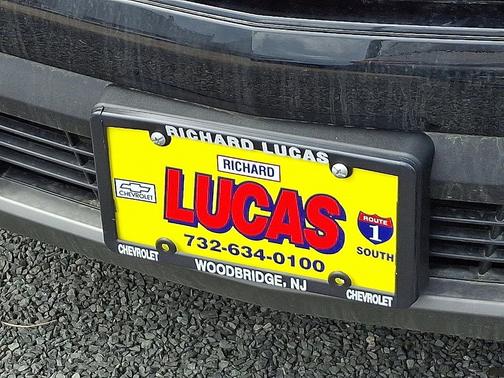 RICHARD LUCAS
RICHARD
LUCAS
CHEVROLET
ROUTE
1
SOUTH
732-634-0100
CHEVROLET
WOODBRIDGE, NJ
CHEVROLET